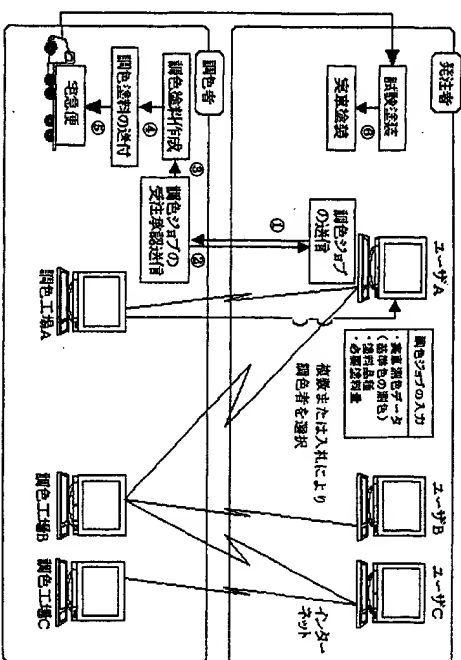 発注者
試験塗装
⑥
実車塗装
調色ジョブ
の送信
①
②
ユーザA
調色ジョブの入力
・実車測色データ
(基準色の測色)
・塗料品種
・必要塗料量
複数または入札により
調色者を選択
ユーザB
ユーザC
インター
ネット
調色者
調色塗料作成
③
④
調色塗料の送付
⑤
宅急便
調色ジョブの
受注承認送信
調色工場A
調色工場B
調色工場C